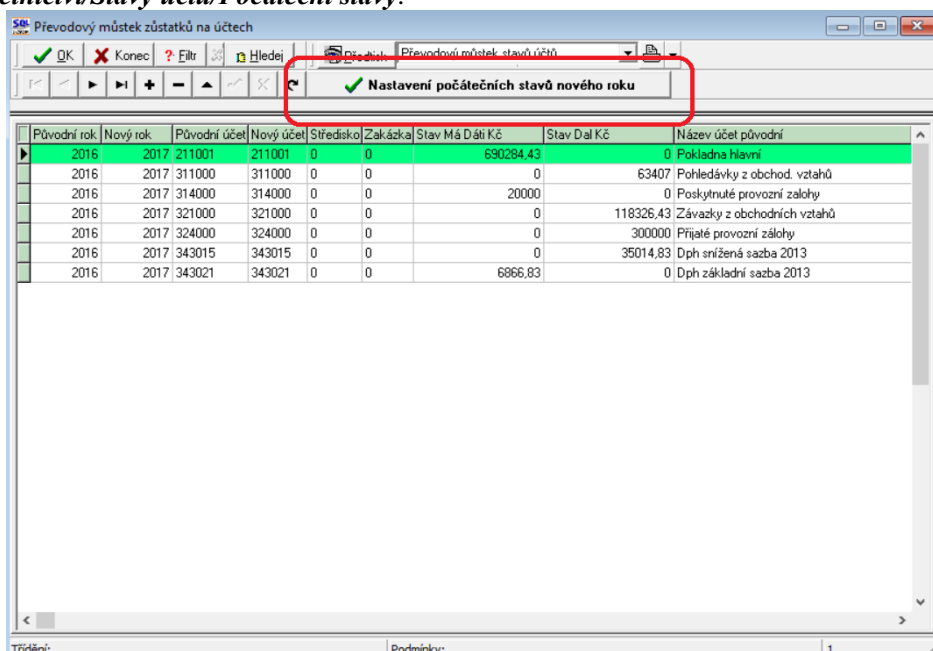 etnictví/Stavy účtů/Počáteční stavy.
Převodový můstek zůstatků na účtech
OK Konec ? Filtr Hledej Předtisk Převodový můstek stavů účtů
Nastavení počátečních stavů nového roku
Původní rok Nový rok Původní účet Nový účet Středisko Zakázka Stav Má Dáti Kč Stav Dal Kč Název účet původní
2016 2017 211001 211001 0 0 690284,43 0 Pokladna hlavní
2016 2017 311000 311000 0 0 0 63407 Pohledávky z obchod. vztahů
2016 2017 314000 314000 0 0 20000 0 Poskytnuté provozní zalohy
2016 2017 321000 321000 0 0 0 118326,43 Závazky z obchodních vztahů
2016 2017 324000 324000 0 0 0 300000 Přijaté provozní zálohy
2016 2017 343015 343015 0 0 0 35014,83 Dph snížená sazba 2013
2016 2017 343021 343021 0 0 6866,83 0 Dph základní sazba 2013
Třídění: Podmínky: 1